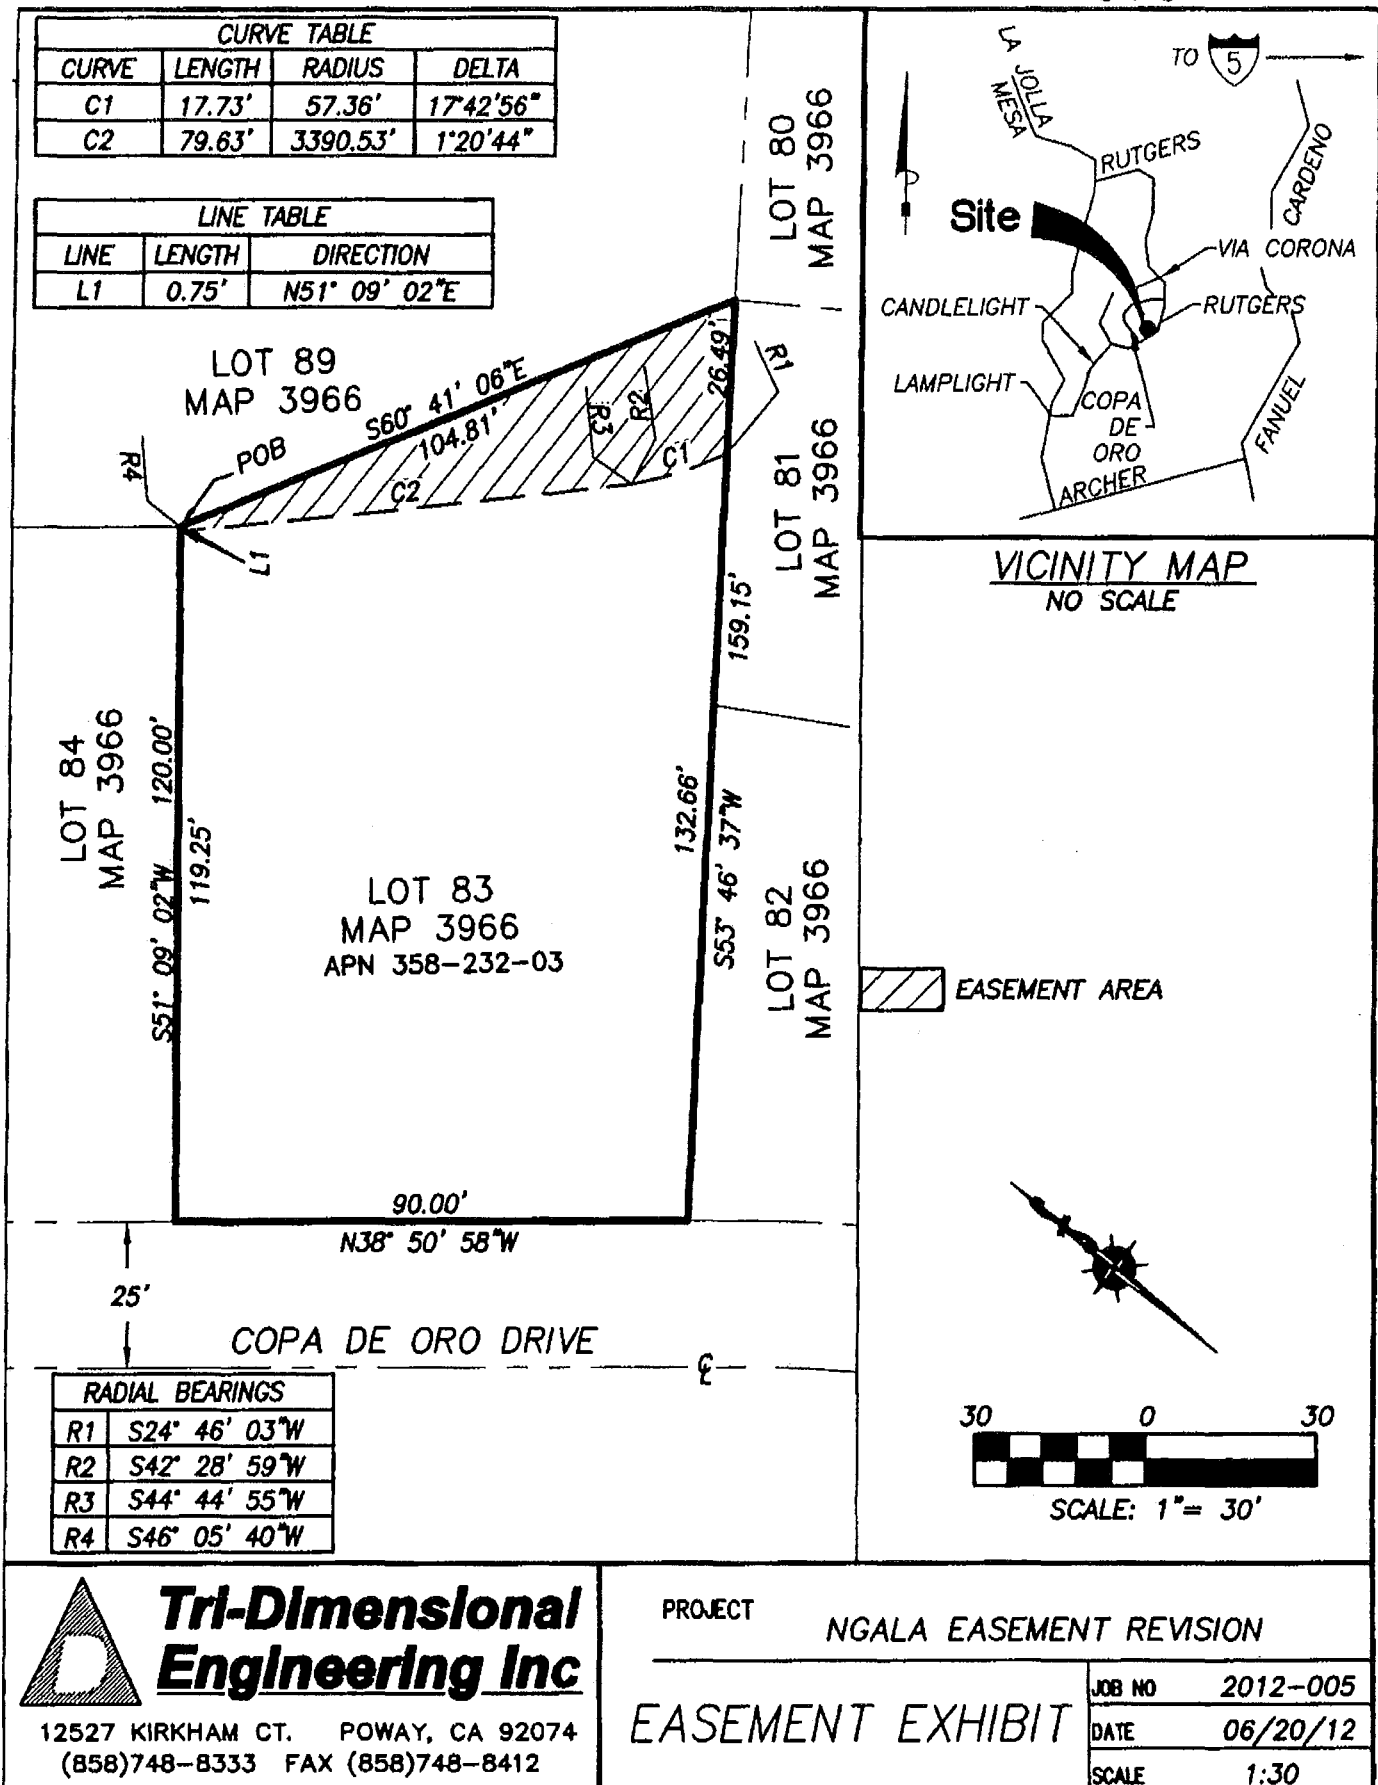 CURVE TABLE
CURVE LENGTH RADIUS DELTA
C1 17.73' 57.36' 17°42'56"
C2 79.63' 3390.53' 1°20'44"
LINE TABLE
LINE LENGTH DIRECTION
L1 0.75' N51° 09' 02"E
LOT 80
MAP 3966
LOT 89
MAP 3966
S60° 41' 06"E
104.81'
POB
R4
L1
C2
R3
R2
C1
26.49'
R1
LOT 81
MAP 3966
159.15'
LOT 84
MAP 3966
S51° 09' 02"W 120.00'
119.25'
132.66'
S53° 46' 37"W
LOT 82
MAP 3966
LOT 83
MAP 3966
APN 358-232-03
90.00'
N38° 50' 58"W
25'
COPA DE ORO DRIVE
℄
RADIAL BEARINGS
R1 S24° 46' 03"W
R2 S42° 28' 59"W
R3 S44° 44' 55"W
R4 S46° 05' 40"W
LA JOLLA
MESA
TO 5
RUTGERS
CARDENO
Site
VIA CORONA
CANDLELIGHT
RUTGERS
LAMPLIGHT
COPA
DE
ORO
FANUEL
ARCHER
VICINITY MAP
NO SCALE
EASEMENT AREA
30 0 30
SCALE: 1"= 30'
Tri-Dimensional
Engineering Inc
12527 KIRKHAM CT. POWAY, CA 92074
(858)748-8333 FAX (858)748-8412
PROJECT
NGALA EASEMENT REVISION
EASEMENT EXHIBIT
JOB NO 2012-005
DATE 06/20/12
SCALE 1:30